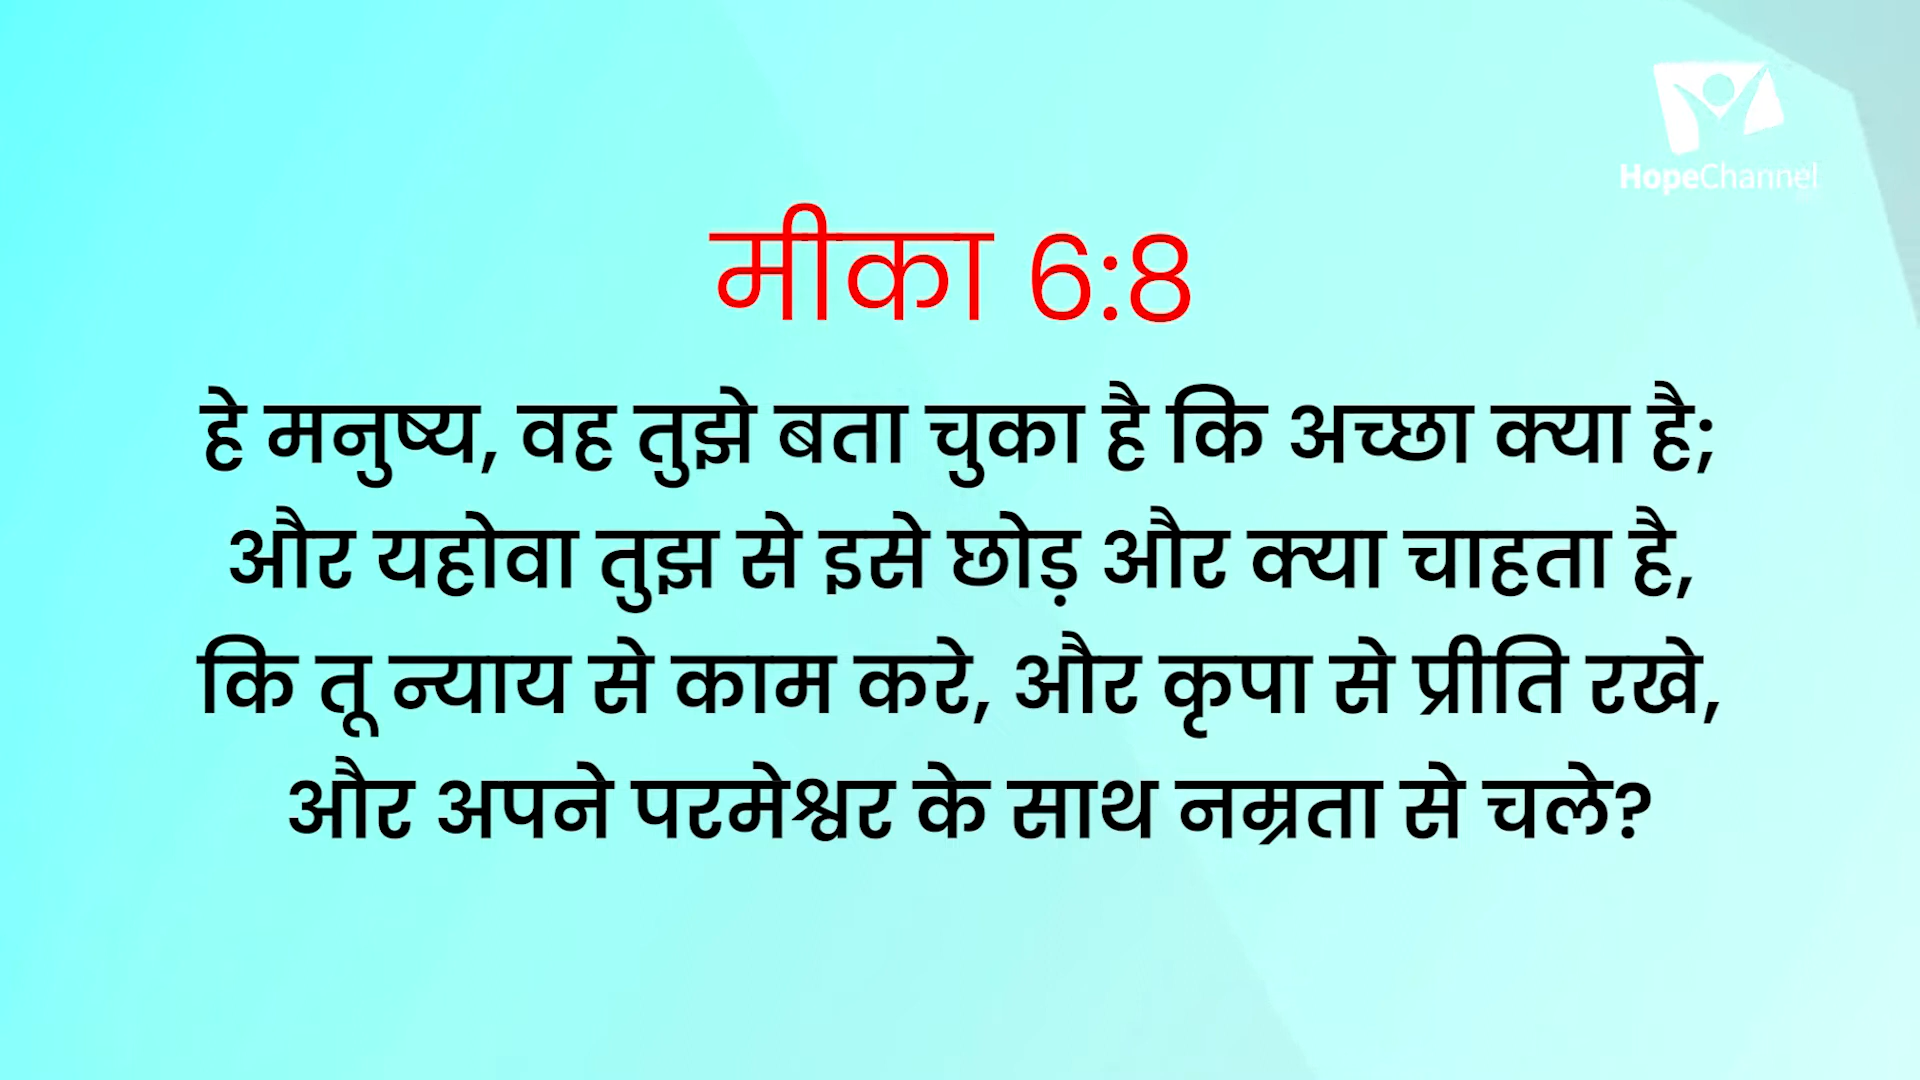 HopeChannel
मीका 6:8
हे मनुष्य, वह तुझे बता चुका है कि अच्छा क्या है;
और यहोवा तुझ से इसे छोड़ और क्या चाहता है,
कि तू न्याय से काम करे, और कृपा से प्रीति रखे,
और अपने परमेश्वर के साथ नम्रता से चले?